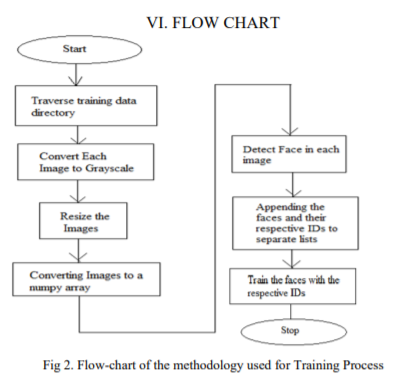 VI. FLOW CHART
Start
Traverse training data
directory
Convert Each
Image to Grayscale
Resize the
Images
Converting Images to a
numpy array
Detect Face in each
image
Appending the
faces and their
respective IDs to
separate lists
Train the faces with the
respective IDs
Stop
Fig 2. Flow-chart of the methodology used for Training Process